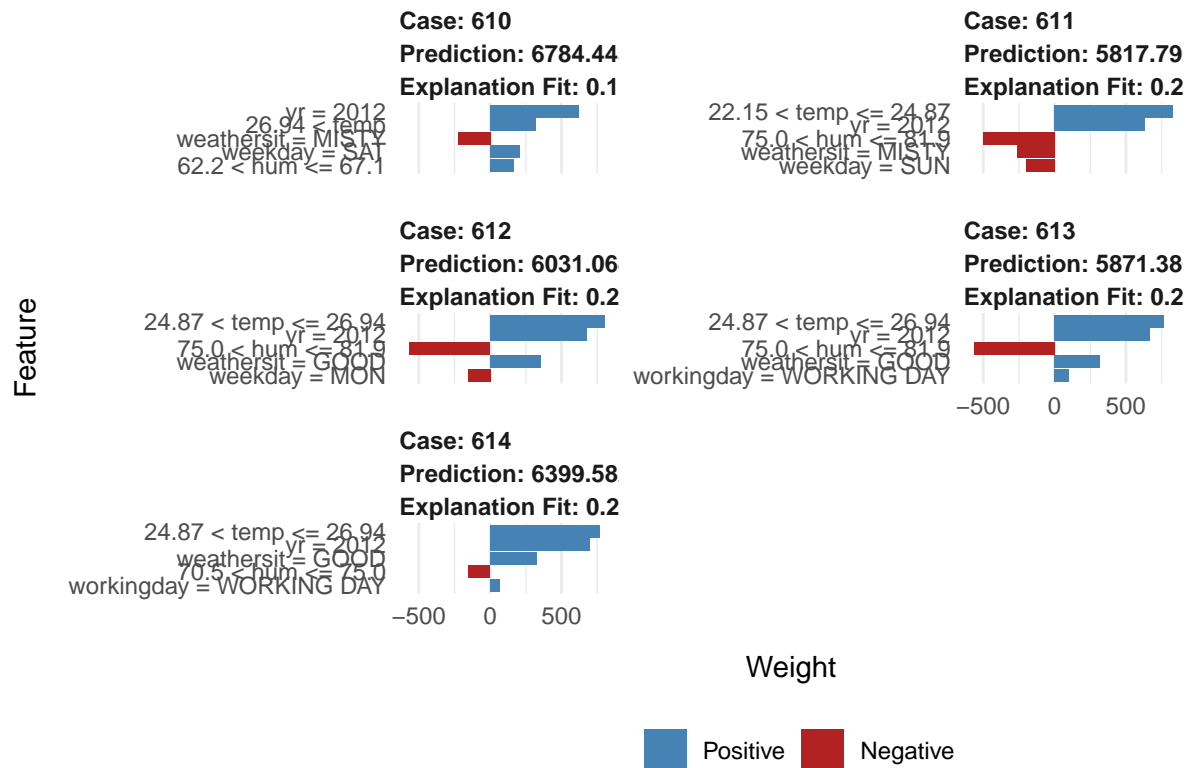 Case: 610
Prediction: 6784.44
Explanation Fit: 0.1
yr = 2012
26.94 < temp
weathersit = MISTY
weekday = SAT
62.2 < hum <= 67.1
Case: 611
Prediction: 5817.79
Explanation Fit: 0.2
22.15 < temp <= 24.87
yr = 2012
75.0 < hum <= 81.9
weathersit = MISTY
weekday = SUN
Case: 612
Prediction: 6031.06
Explanation Fit: 0.2
24.87 < temp <= 26.94
yr = 2012
75.0 < hum <= 81.9
weathersit = GOOD
weekday = MON
Case: 613
Prediction: 5871.38
Explanation Fit: 0.2
24.87 < temp <= 26.94
yr = 2012
75.0 < hum <= 81.9
weathersit = GOOD
workingday = WORKING DAY
−500 0 500
Case: 614
Prediction: 6399.58
Explanation Fit: 0.2
24.87 < temp <= 26.94
yr = 2012
weathersit = GOOD
70.5 < hum <= 75.0
workingday = WORKING DAY
−500 0 500
Feature
Weight
Positive Negative